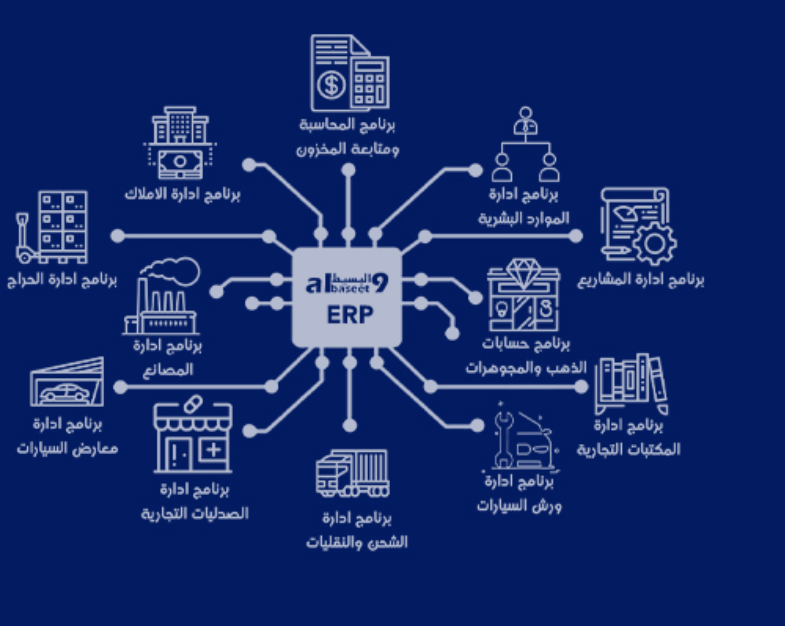 برنامج المحاسبة
ومتابعة المخزون
برنامج ادارة
الموارد البشرية
برنامج ادارة الاملاك
برنامج ادارة المشاريع
برنامج ادارة الحراج
al البسيط 9
baseet
ERP
برنامج حسابات
الذهب والمجوهرات
برنامج ادارة
المصانع
برنامج ادارة
المكتبات التجارية
برنامج ادارة
معارض السيارات
برنامج ادارة
ورش السيارات
برنامج ادارة
الصدليات التجارية
برنامج ادارة
الشحن والنقليات